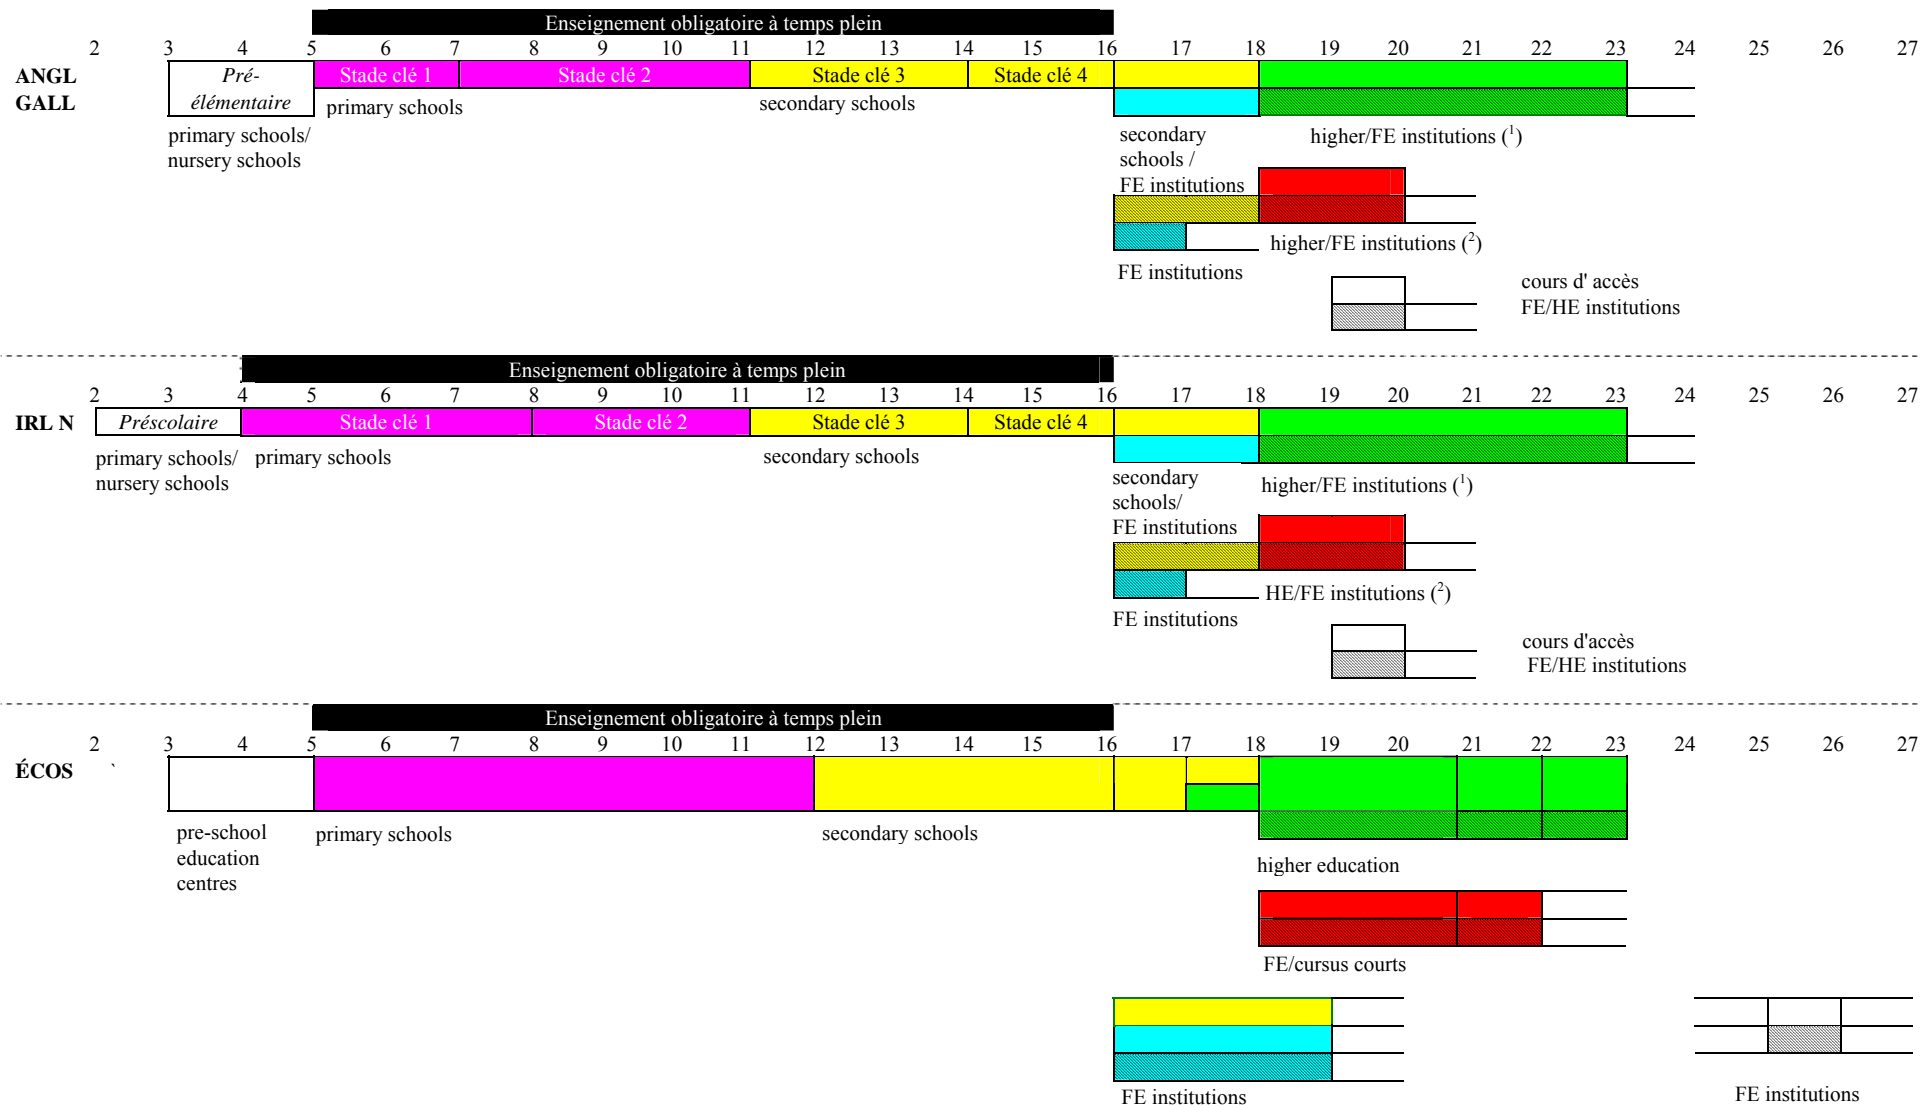 Enseignement obligatoire à temps plein
2 3 4 5 6 7 8 9 10 11 12 13 14 15 16 17 18 19 20 21 22 23 24 25 26 27
ANGL
GALL
Pré-
élémentaire
Stade clé 1
Stade clé 2
Stade clé 3
Stade clé 4
primary schools
secondary schools
primary schools/
nursery schools
secondary
schools /
FE institutions
higher/FE institutions (1)
higher/FE institutions (2)
FE institutions
cours d' accès
FE/HE institutions
Enseignement obligatoire à temps plein
2 3 4 5 6 7 8 9 10 11 12 13 14 15 16 17 18 19 20 21 22 23 24 25 26 27
IRL N
Préscolaire
Stade clé 1
Stade clé 2
Stade clé 3
Stade clé 4
primary schools/
nursery schools
primary schools
secondary schools
secondary
schools/
FE institutions
higher/FE institutions (1)
HE/FE institutions (2)
FE institutions
cours d'accès
FE/HE institutions
Enseignement obligatoire à temps plein
2 3 4 5 6 7 8 9 10 11 12 13 14 15 16 17 18 19 20 21 22 23 24 25 26 27
ÉCOS `
pre-school
education
centres
primary schools
secondary schools
higher education
FE/cursus courts
FE institutions
FE institutions